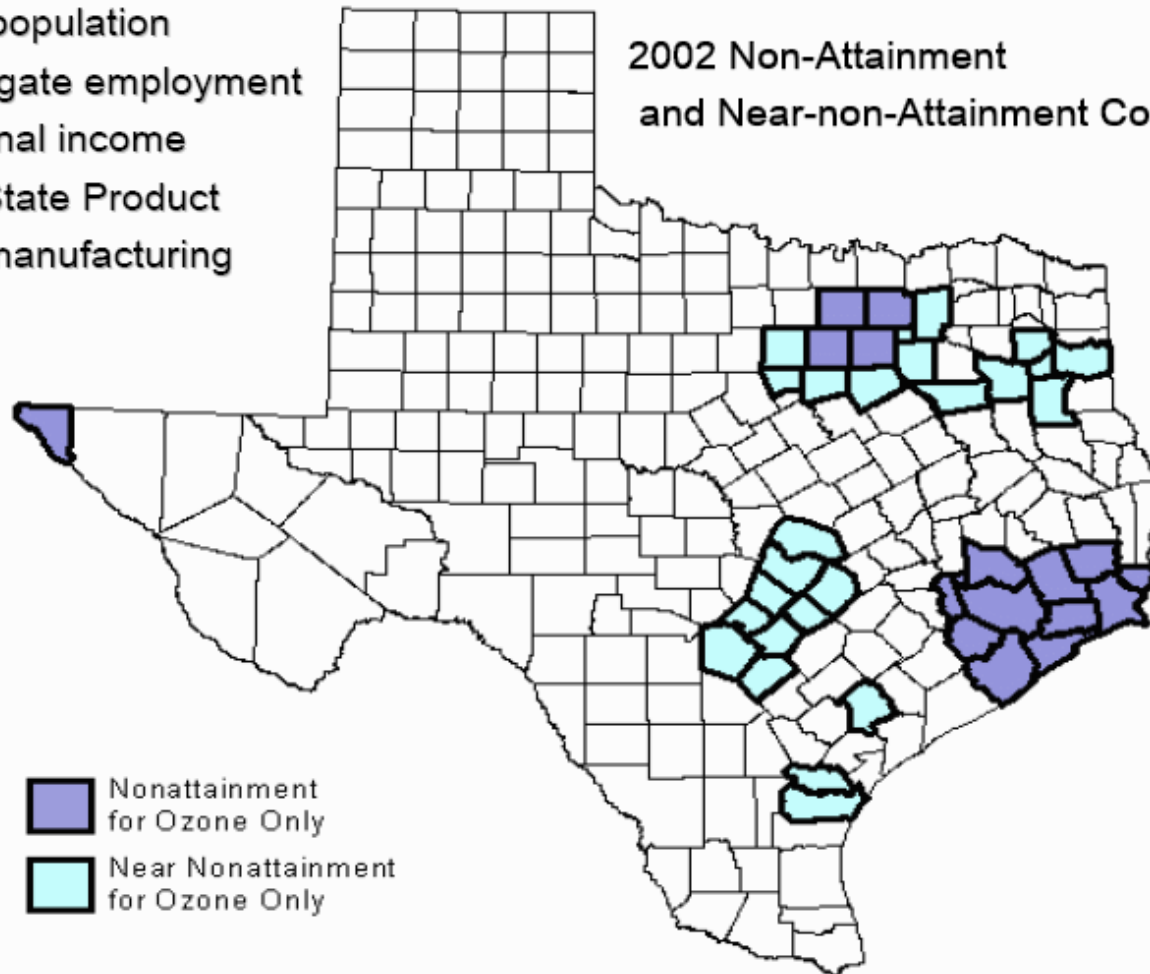 population
gate employment
nal income
State Product
manufacturing
2002 Non-Attainment
and Near-non-Attainment Co
Nonattainment
for Ozone Only
Near Nonattainment
for Ozone Only